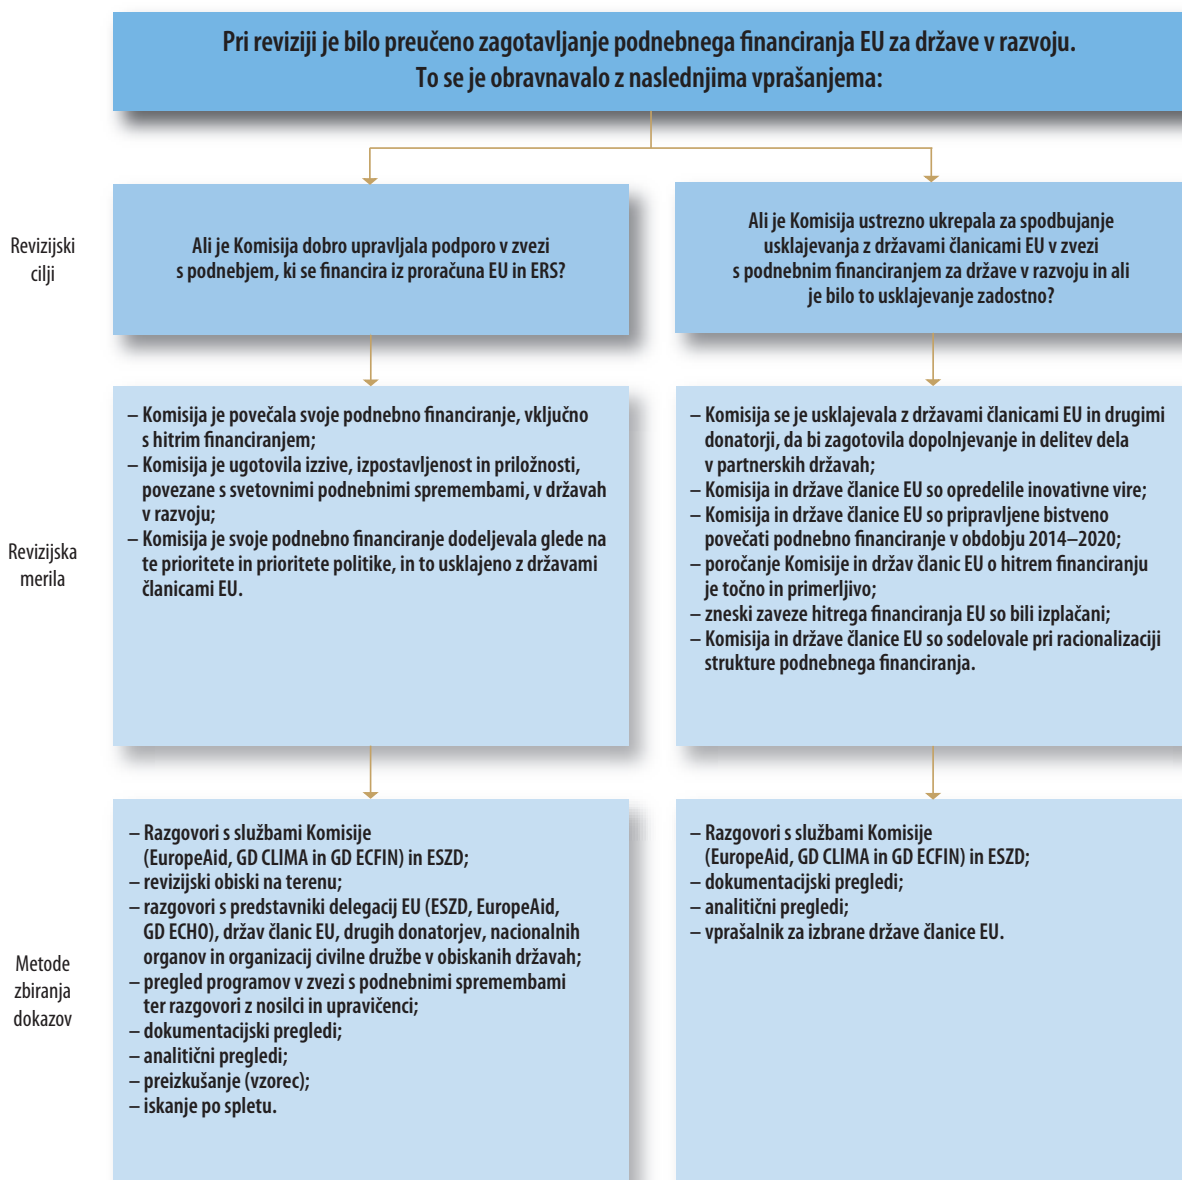 Pri reviziji je bilo preučeno zagotavljanje podnebnega financiranja EU za države v razvoju.
To se je obravnavalo z naslednjima vprašanjema:
Revizijski
cilji
Ali je Komisija dobro upravljala podporo v zvezi
s podnebjem, ki se financira iz proračuna EU in ERS?
Ali je Komisija ustrezno ukrepala za spodbujanje
usklajevanja z državami članicami EU v zvezi
s podnebnim financiranjem za države v razvoju in ali
je bilo to usklajevanje zadostno?
Revizijska
merila
– Komisija je povečala svoje podnebno financiranje, vključno
s hitrim financiranjem;
– Komisija je ugotovila izzive, izpostavljenost in priložnosti,
povezane s svetovnimi podnebnimi spremembami, v državah
v razvoju;
– Komisija je svoje podnebno financiranje dodeljevala glede na
te prioritete in prioritete politike, in to usklajeno z državami
članicami EU.
– Komisija se je usklajevala z državami članicami EU in drugimi
donatorji, da bi zagotovila dopolnjevanje in delitev dela
v partnerskih državah;
– Komisija in države članice EU so opredelile inovativne vire;
– Komisija in države članice EU so pripravljene bistveno
povečati podnebno financiranje v obdobju 2014–2020;
– poročanje Komisije in držav članic EU o hitrem financiranju
je točno in primerljivo;
– zneski zaveze hitrega financiranja EU so bili izplačani;
– Komisija in države članice EU so sodelovale pri racionalizaciji
strukture podnebnega financiranja.
Metode
zbiranja
dokazov
– Razgovori s službami Komisije
(EuropeAid, GD CLIMA in GD ECFIN) in ESZD;
– revizijski obiski na terenu;
– razgovori s predstavniki delegacij EU (ESZD, EuropeAid,
GD ECHO), držav članic EU, drugih donatorjev, nacionalnih
organov in organizacij civilne družbe v obiskanih državah;
– pregled programov v zvezi s podnebnimi spremembami
ter razgovori z nosilci in upravičenci;
– dokumentacijski pregledi;
– analitični pregledi;
– preizkušanje (vzorec);
– iskanje po spletu.
– Razgovori s službami Komisije
(EuropeAid, GD CLIMA in GD ECFIN) in ESZD;
– dokumentacijski pregledi;
– analitični pregledi;
– vprašalnik za izbrane države članice EU.